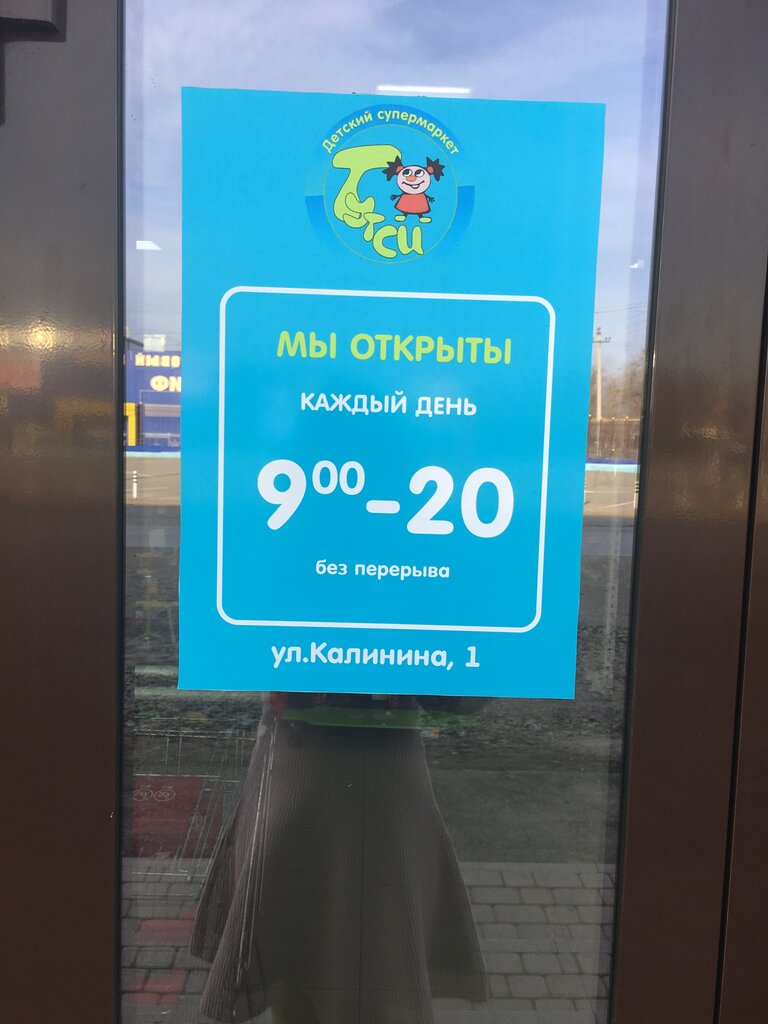 Детский супермаркет
Тутси
МЫ ОТКРЫТЫ
КАЖДЫЙ ДЕНЬ
9⁰⁰-20
без перерыва
ул.Калинина, 1